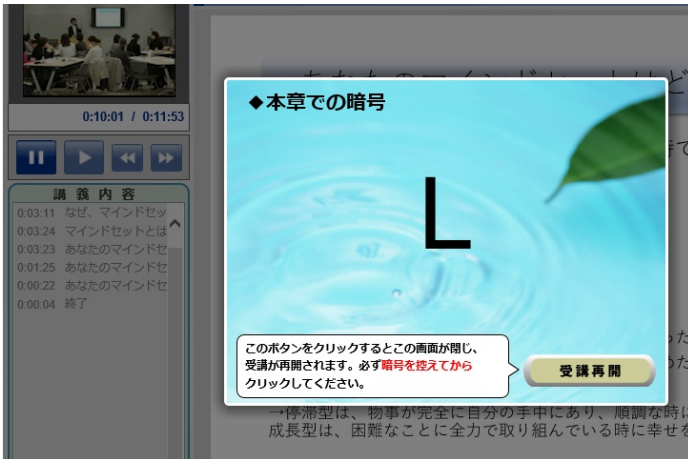 0:10:01 / 0:11:53
講義内容
0:03:11 なぜ、マインドセッ
0:03:24 マインドセットとは
0:03:23 あなたのマインドセ
0:01:25 あなたのマインドセ
0:00:22 あなたのマインドセ
0:00:04 終了
◆本章での暗号
L
このボタンをクリックするとこの画面が閉じ、
受講が再開されます。必ず暗号を控えてから
クリックしてください。
受講再開
→停滞型は、物事が完全に自分の手中にあり、順調な時に
成長型は、困難なことに全力で取り組んでいる時に幸せを